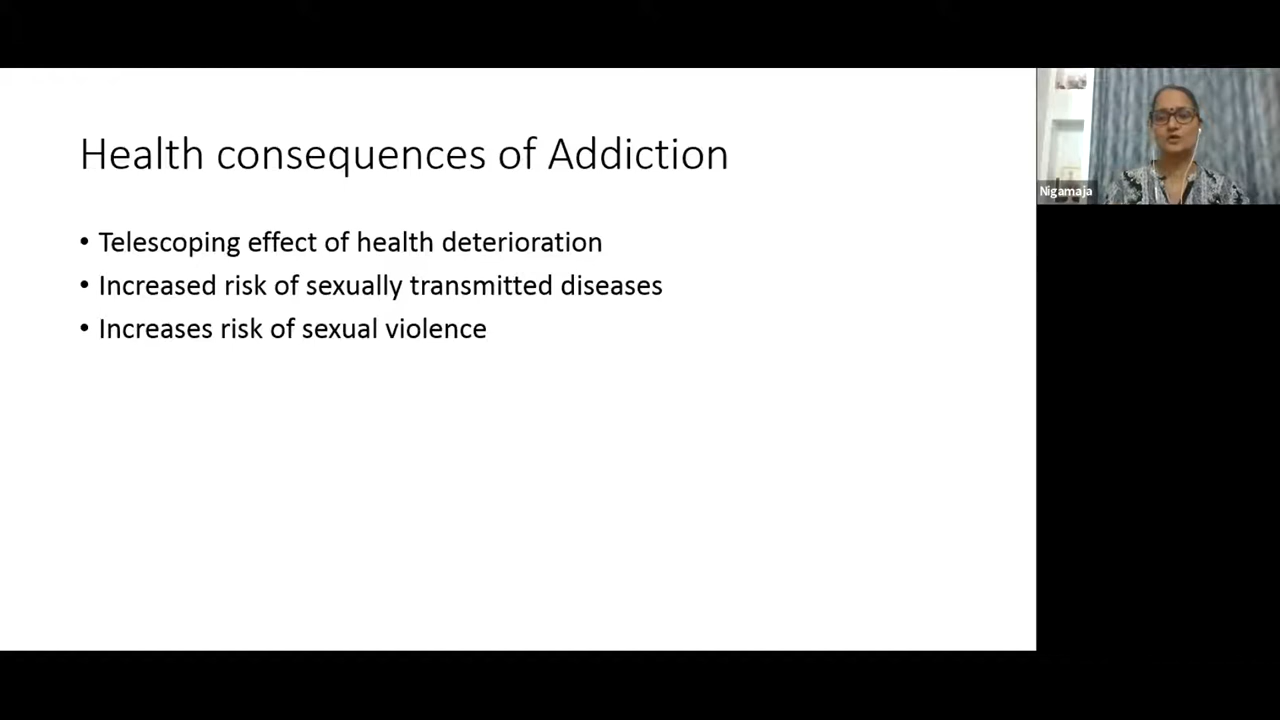 Health consequences of Addiction
• Telescoping effect of health deterioration
• Increased risk of sexually transmitted diseases
• Increases risk of sexual violence
Nigamaja